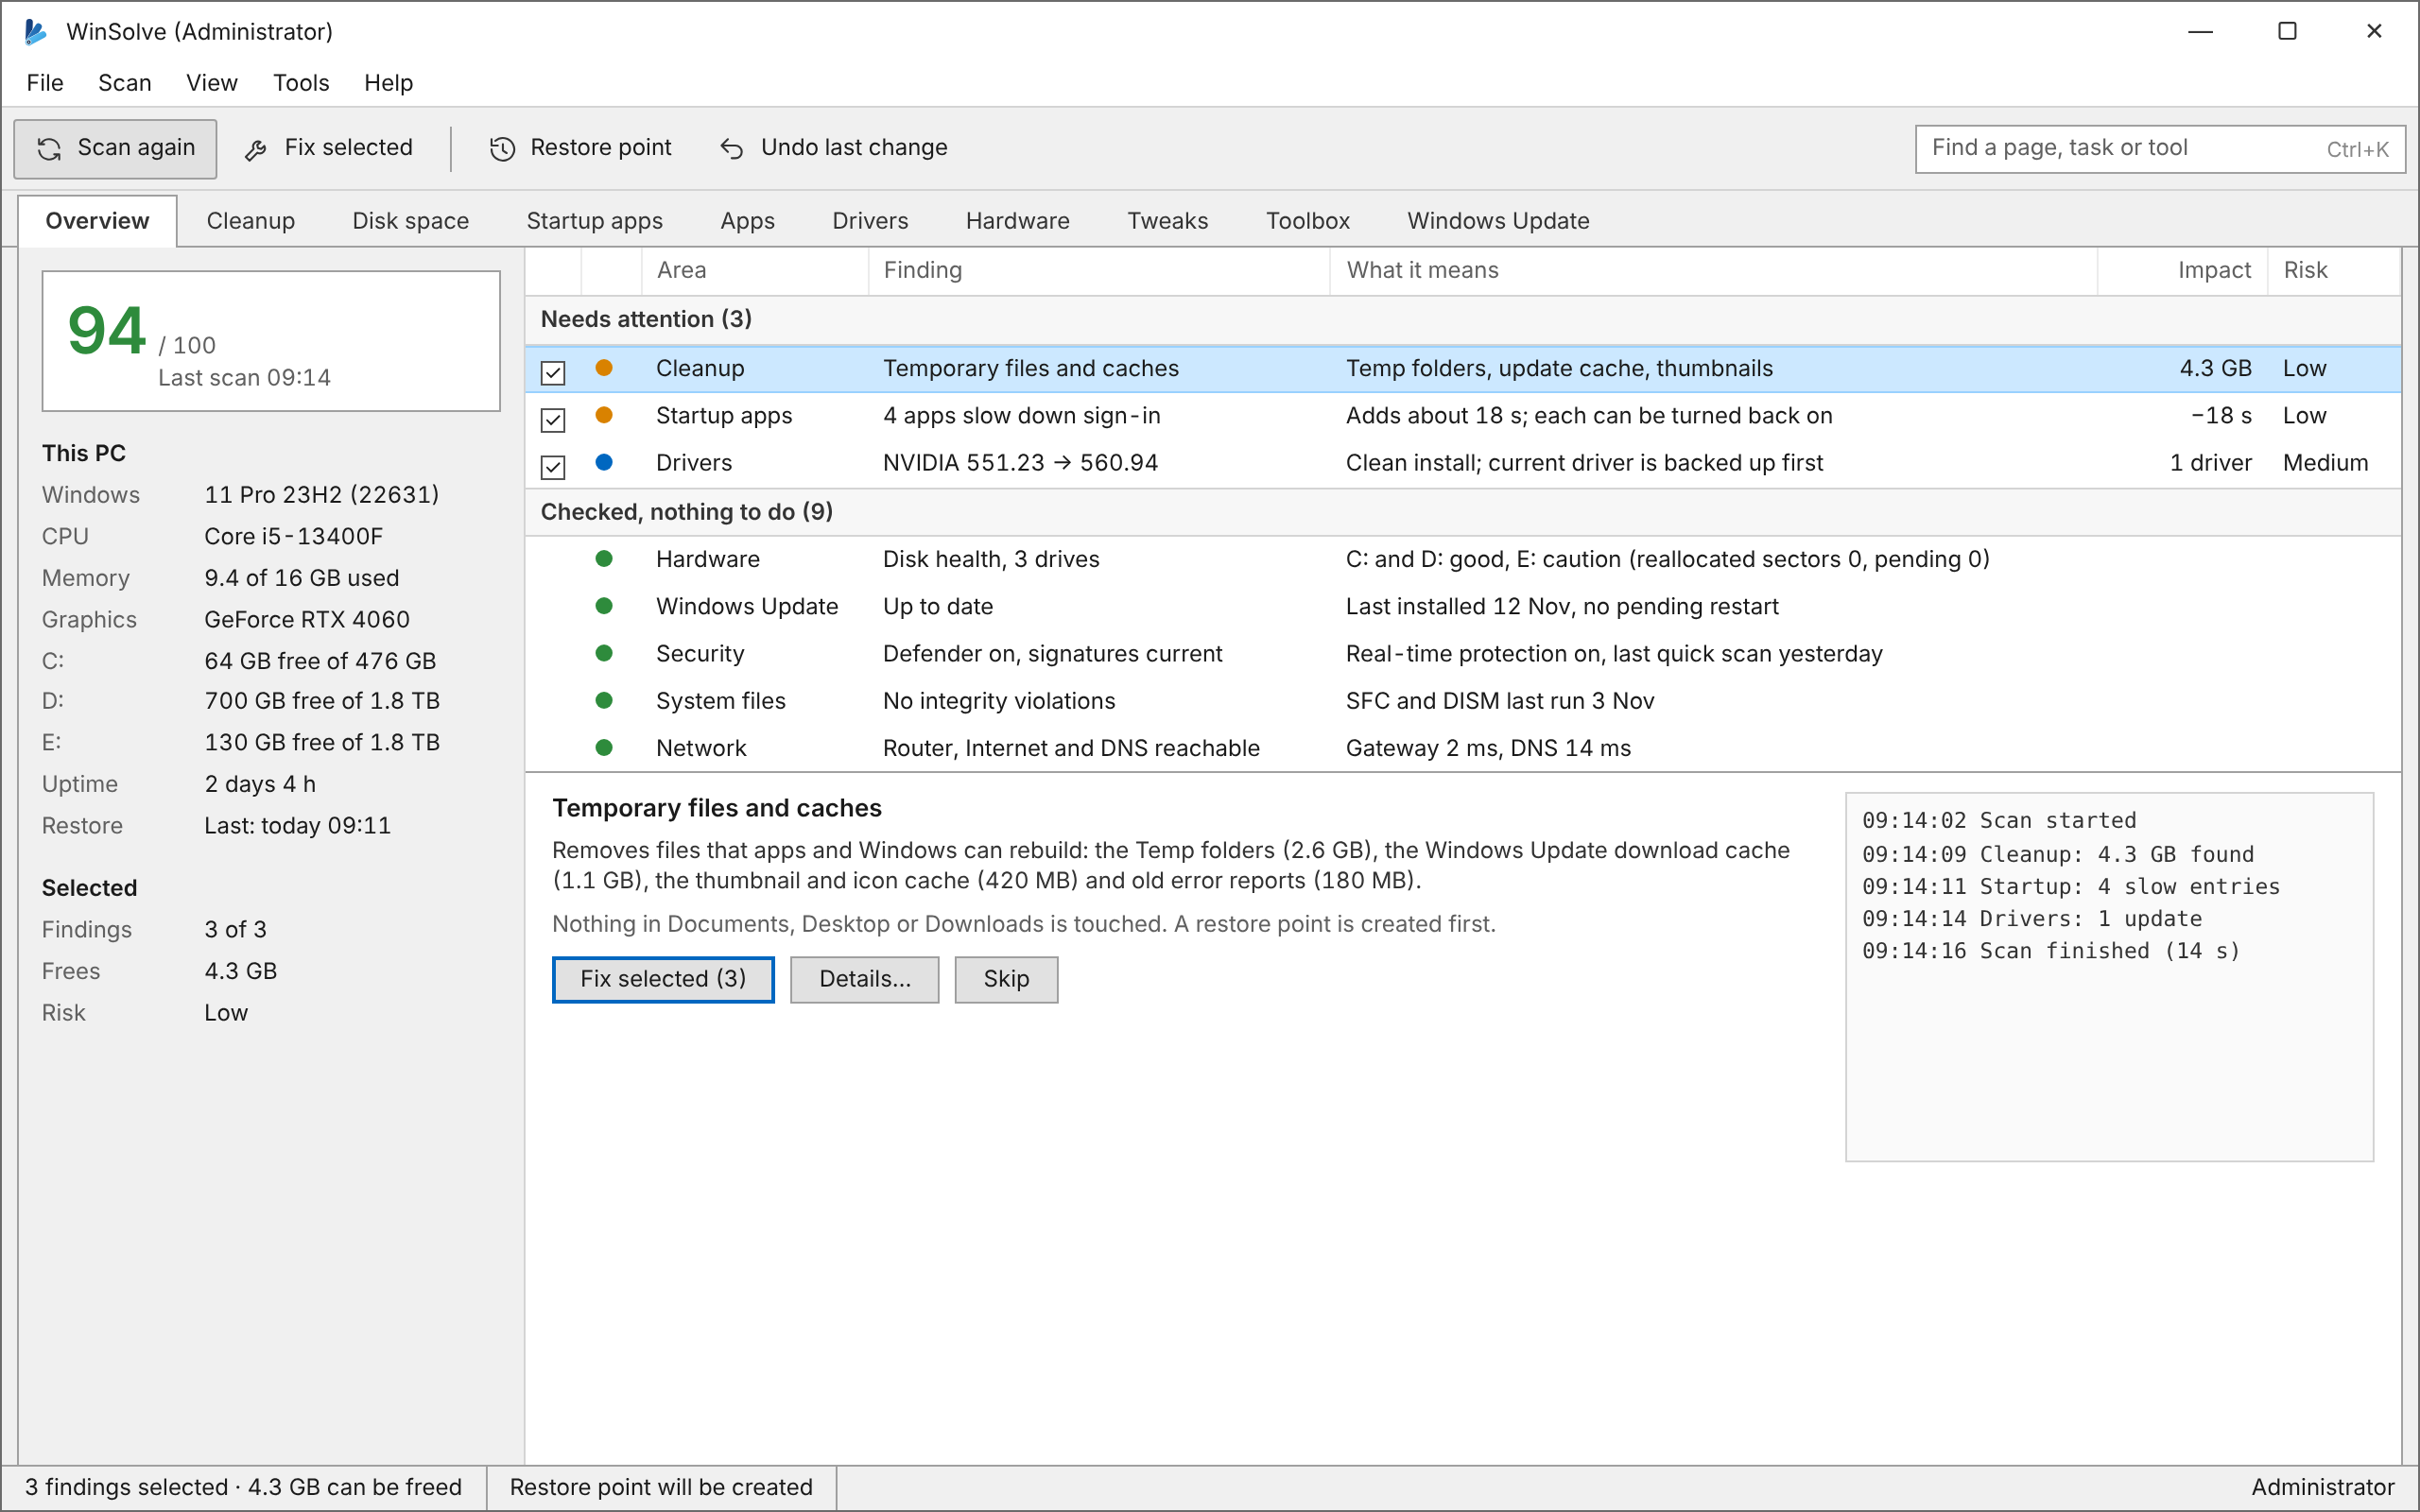 WinSolve (Administrator)
File Scan View Tools Help
Scan again Fix selected Restore point Undo last change Find a page, task or tool Ctrl+K
Overview Cleanup Disk space Startup apps Apps Drivers Hardware Tweaks Toolbox Windows Update
94 / 100
Last scan 09:14
This PC
Windows 11 Pro 23H2 (22631)
CPU Core i5-13400F
Memory 9.4 of 16 GB used
Graphics GeForce RTX 4060
C: 64 GB free of 476 GB
D: 700 GB free of 1.8 TB
E: 130 GB free of 1.8 TB
Uptime 2 days 4 h
Restore Last: today 09:11
Selected
Findings 3 of 3
Frees 4.3 GB
Risk Low
Area Finding What it means Impact Risk
Needs attention (3)
Cleanup Temporary files and caches Temp folders, update cache, thumbnails 4.3 GB Low
Startup apps 4 apps slow down sign-in Adds about 18 s; each can be turned back on −18 s Low
Drivers NVIDIA 551.23 → 560.94 Clean install; current driver is backed up first 1 driver Medium
Checked, nothing to do (9)
Hardware Disk health, 3 drives C: and D: good, E: caution (reallocated sectors 0, pending 0)
Windows Update Up to date Last installed 12 Nov, no pending restart
Security Defender on, signatures current Real-time protection on, last quick scan yesterday
System files No integrity violations SFC and DISM last run 3 Nov
Network Router, Internet and DNS reachable Gateway 2 ms, DNS 14 ms
Temporary files and caches
Removes files that apps and Windows can rebuild: the Temp folders (2.6 GB), the Windows Update download cache
(1.1 GB), the thumbnail and icon cache (420 MB) and old error reports (180 MB).
Nothing in Documents, Desktop or Downloads is touched. A restore point is created first.
Fix selected (3) Details... Skip
09:14:02 Scan started
09:14:09 Cleanup: 4.3 GB found
09:14:11 Startup: 4 slow entries
09:14:14 Drivers: 1 update
09:14:16 Scan finished (14 s)
3 findings selected · 4.3 GB can be freed Restore point will be created Administrator